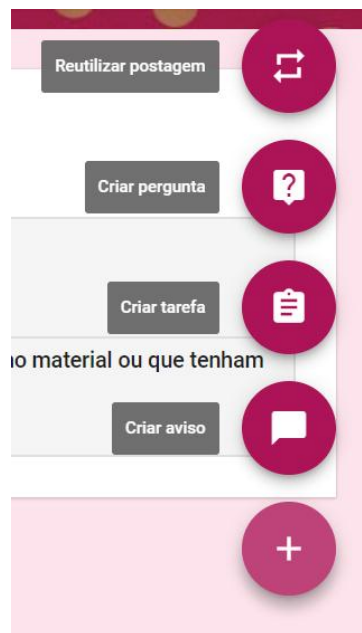 Reutilizar postagem
Criar pergunta
Criar tarefa
no material ou que tenham
Criar aviso